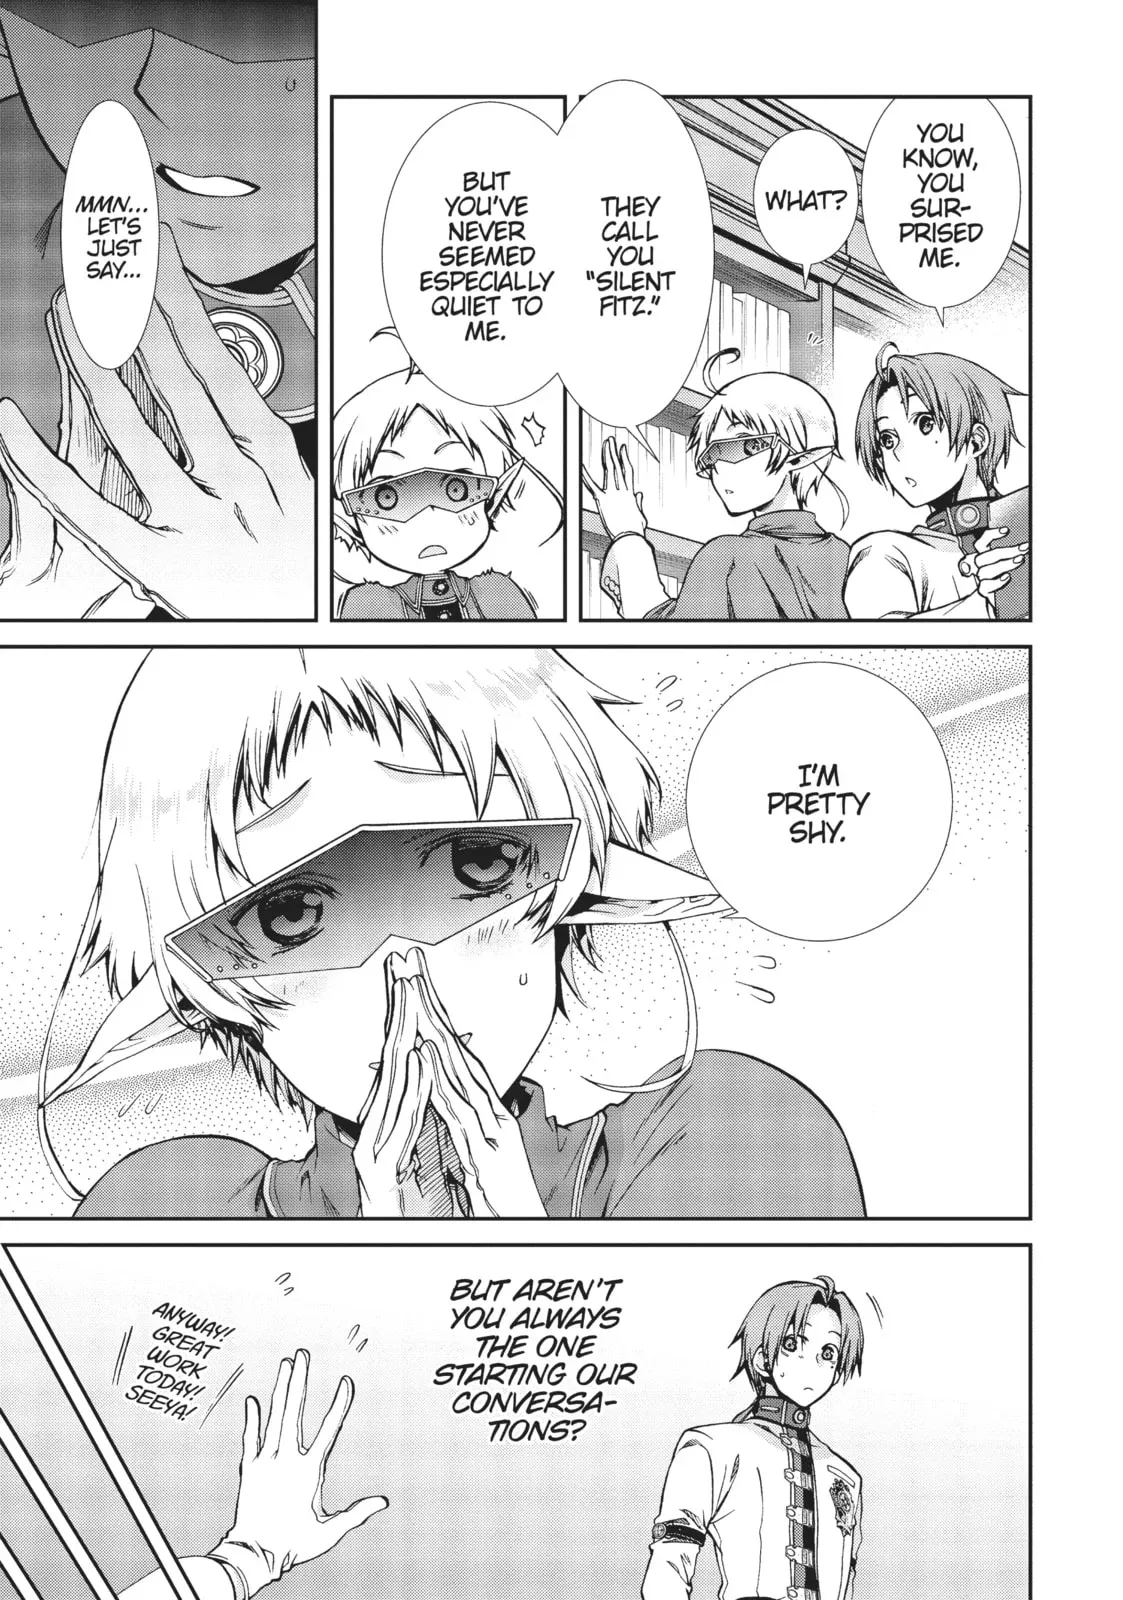 YOU
KNOW,
YOU
SUR-
PRISED
ME.
WHAT?
THEY
CALL
YOU
"SILENT
FITZ."
BUT
YOU'VE
NEVER
SEEMED
ESPECIALLY
QUIET TO
ME.
MMN...
LET'S
JUST
SAY...
I'M
PRETTY
SHY.
BUT AREN'T
YOU ALWAYS
THE ONE
STARTING OUR
CONVERSA-
TIONS?
ANYWAY!
GREAT
WORK
TODAY!
SEEYA!